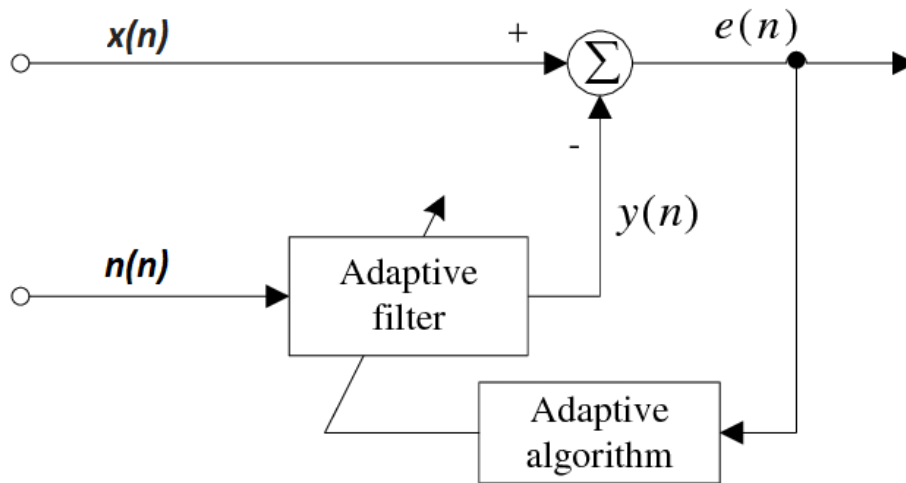 x(n)
+
Σ
e(n)
-
y(n)
n(n)
Adaptive
filter
Adaptive
algorithm